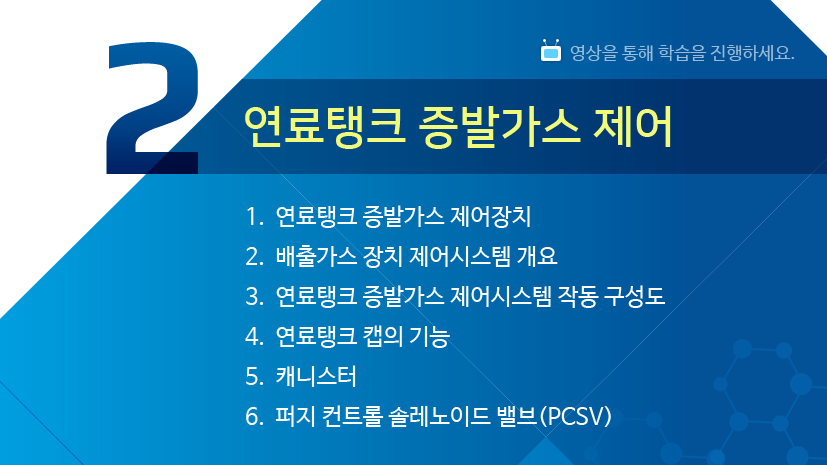 영상을 통해 학습을 진행하세요.
2
연료탱크 증발가스 제어
1. 연료탱크 증발가스 제어장치
2. 배출가스 장치 제어시스템 개요
3. 연료탱크 증발가스 제어시스템 작동 구성도
4. 연료탱크 캡의 기능
5. 캐니스터
6. 퍼지 컨트롤 솔레노이드 밸브(PCSV)